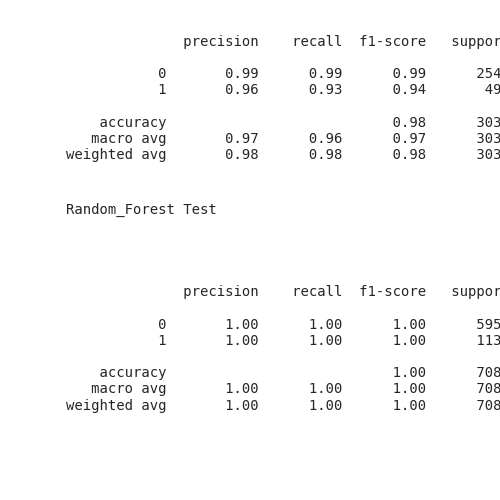 precision recall f1-score suppor
0 0.99 0.99 0.99 254
1 0.96 0.93 0.94 49
accuracy 0.98 303
macro avg 0.97 0.96 0.97 303
weighted avg 0.98 0.98 0.98 303
Random_Forest Test
precision recall f1-score suppor
0 1.00 1.00 1.00 595
1 1.00 1.00 1.00 113
accuracy 1.00 708
macro avg 1.00 1.00 1.00 708
weighted avg 1.00 1.00 1.00 708